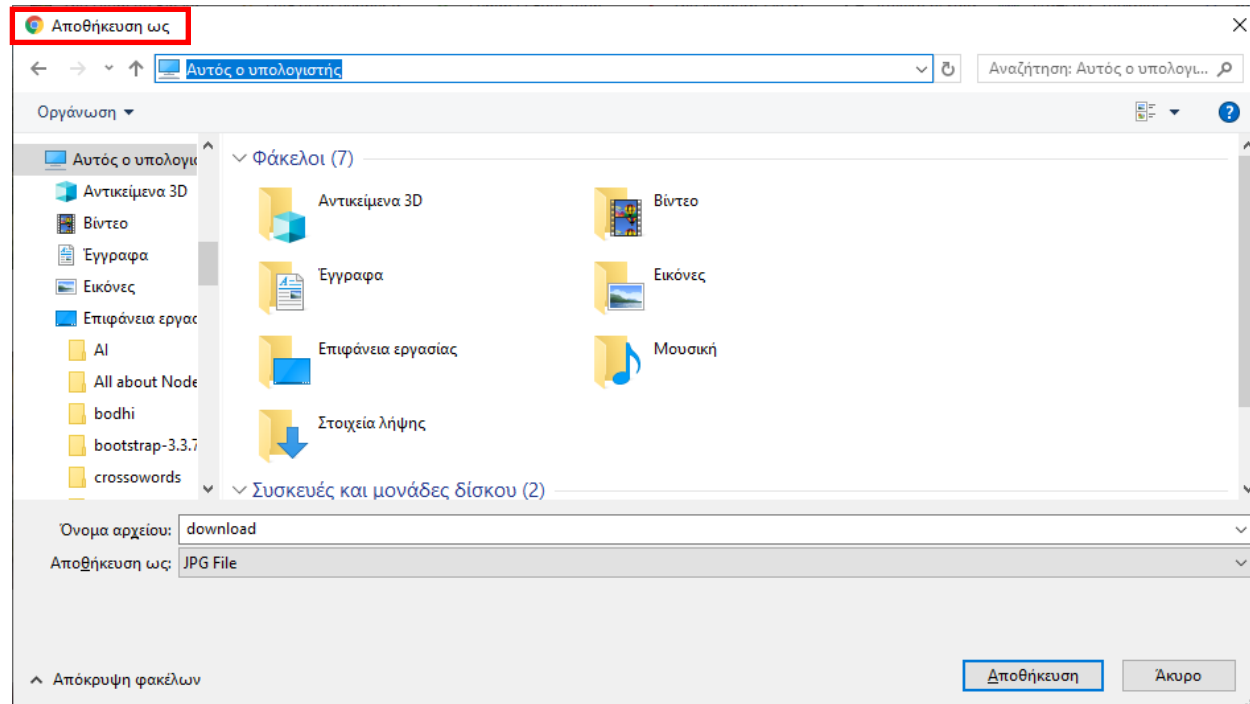 Αποθήκευση ως
Αυτός ο υπολογιστής
Αναζήτηση: Αυτός ο υπολογι...
Οργάνωση
Αυτός ο υπολογισ
Αντικείμενα 3D
Βίντεο
Έγγραφα
Εικόνες
Επιφάνεια εργασ
AI
All about Node
bodhi
bootstrap-3.3.7
crossowords
Φάκελοι (7)
Αντικείμενα 3D
Βίντεο
Έγγραφα
Εικόνες
Επιφάνεια εργασίας
Μουσική
Στοιχεία λήψης
Συσκευές και μονάδες δίσκου (2)
Όνομα αρχείου: download
Αποθήκευση ως: JPG File
Απόκρυψη φακέλων
Αποθήκευση
Άκυρο